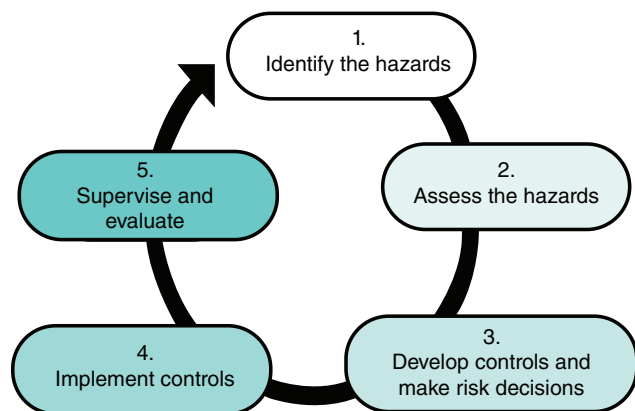 1.
Identify the hazards
2.
Assess the hazards
3.
Develop controls and
make risk decisions
4.
Implement controls
5.
Supervise and
evaluate